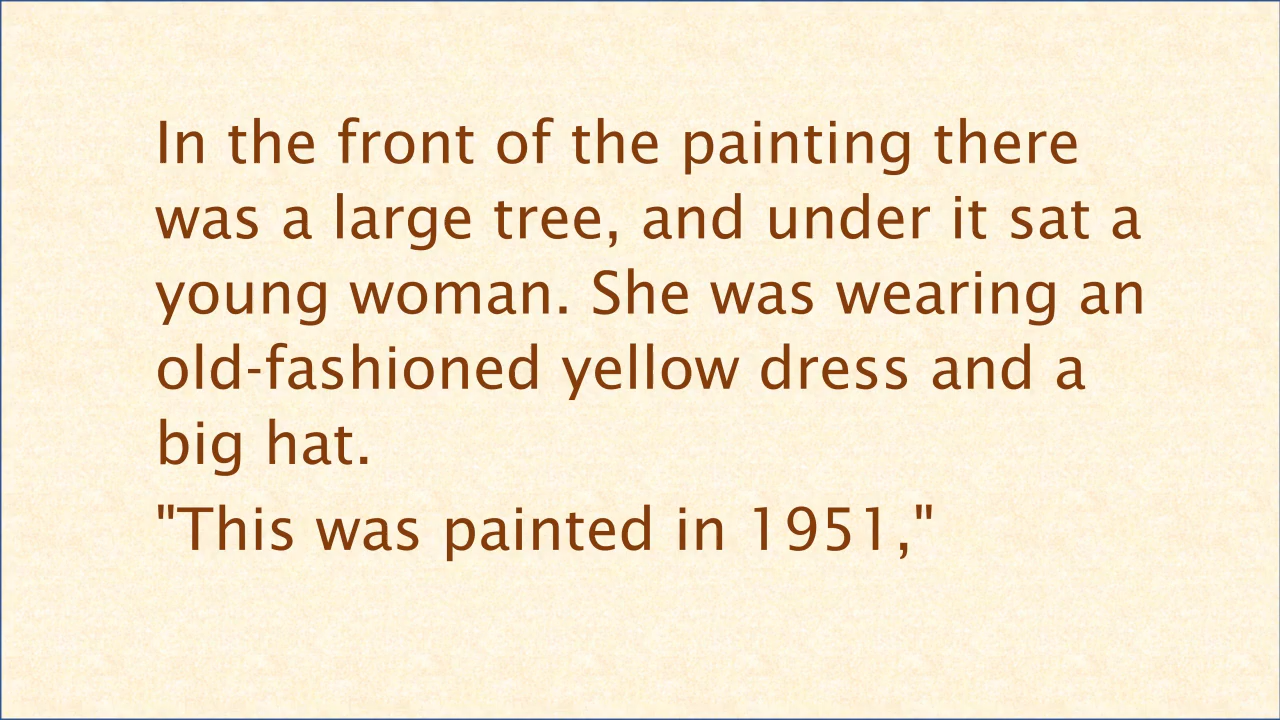 In the front of the painting there
was a large tree, and under it sat a
young woman. She was wearing an
old-fashioned yellow dress and a
big hat.
"This was painted in 1951,"